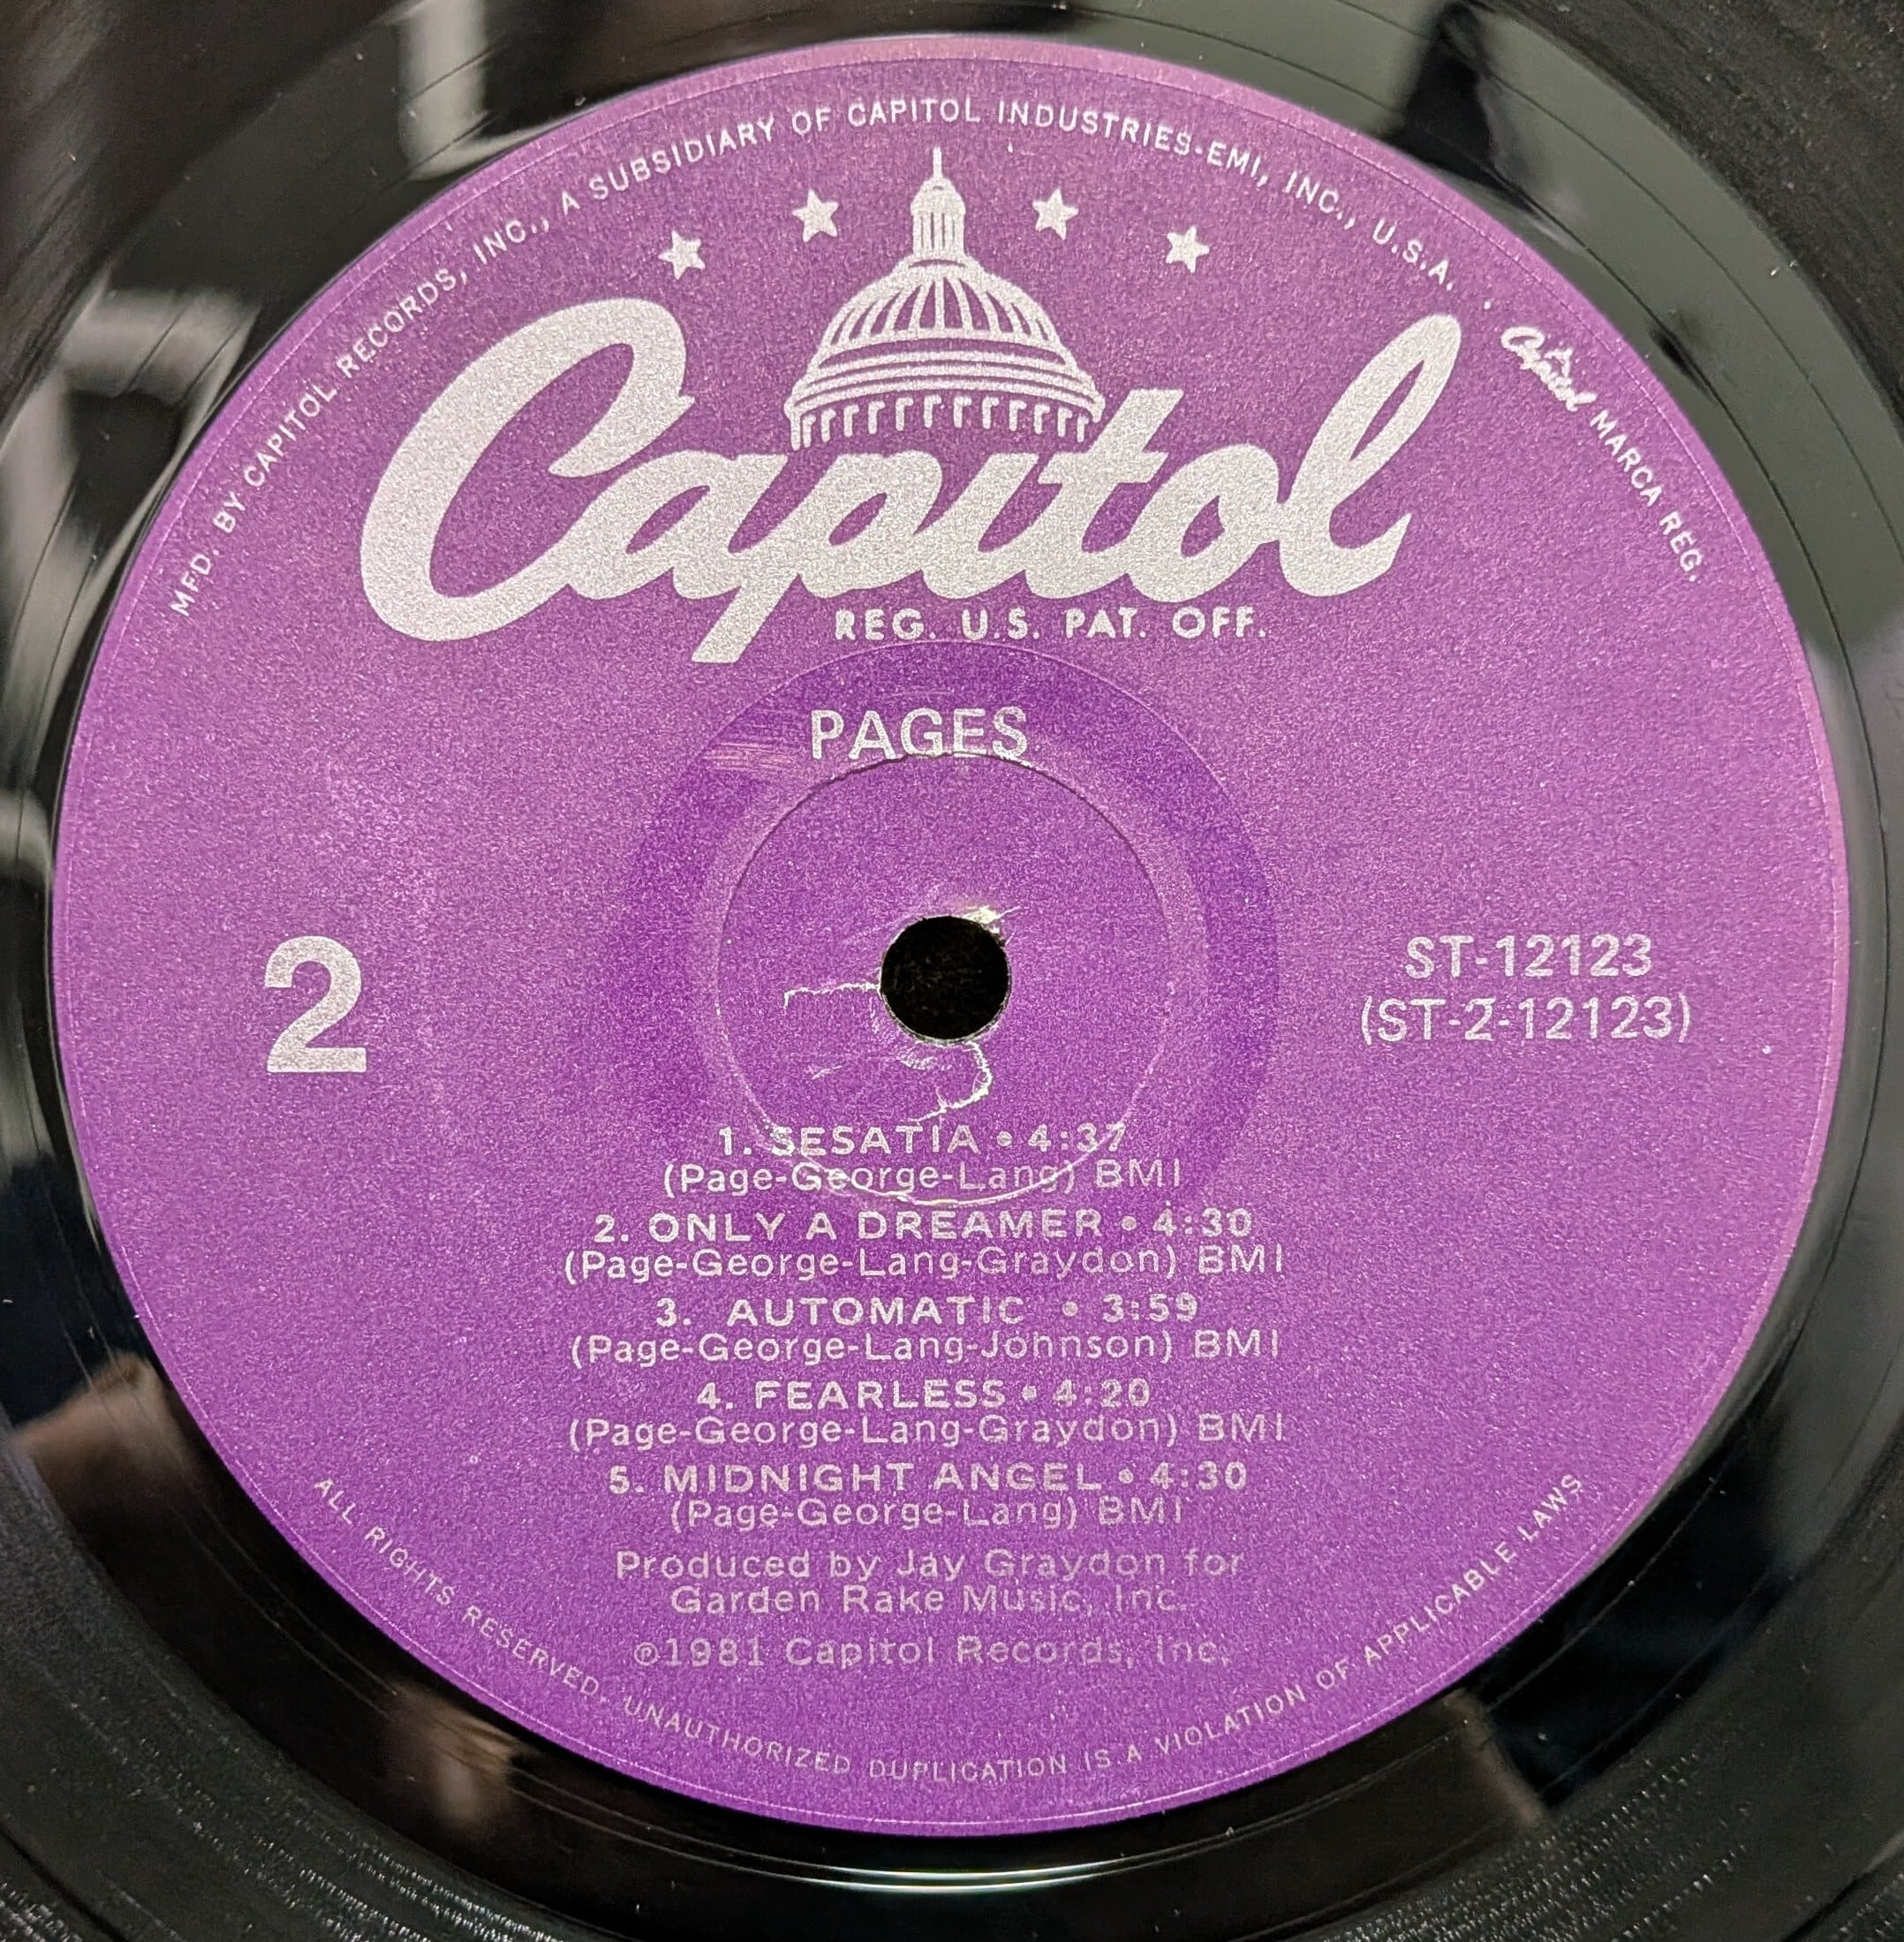 MFD. BY CAPITOL RECORDS, INC., A SUBSIDIARY OF CAPITOL INDUSTRIES-EMI, INC., U.S.A. . Capitol MARCA REG.
Capitol
REG. U.S. PAT. OFF.
PAGES
2
ST-12123
(ST-2-12123)
1. SESATIA • 4:37
(Page-George-Lang) BMI
2. ONLY A DREAMER • 4:30
(Page-George-Lang-Graydon) BMI
3. AUTOMATIC • 3:59
(Page-George-Lang-Johnson) BMI
4. FEARLESS • 4:20
(Page-George-Lang-Graydon) BMI
5. MIDNIGHT ANGEL • 4:30
(Page-George-Lang) BMI
Produced by Jay Graydon for
Garden Rake Music, Inc.
℗1981 Capitol Records, Inc.
ALL RIGHTS RESERVED. UNAUTHORIZED DUPLICATION IS A VIOLATION OF APPLICABLE LAWS